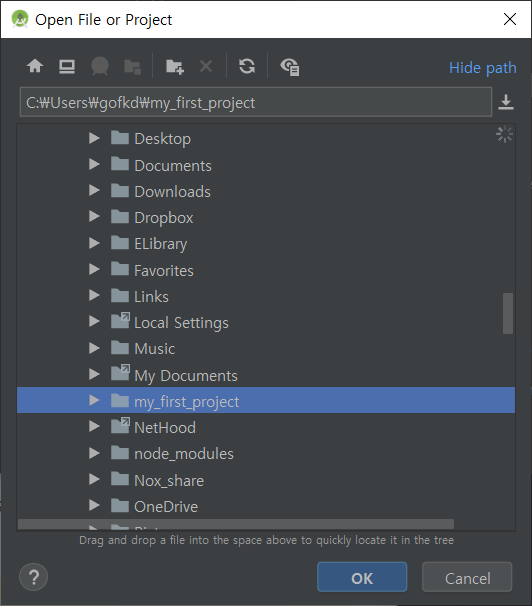 Open File or Project
Hide path
C:₩Users₩gofkd₩my_first_project
Desktop
Documents
Downloads
Dropbox
ELibrary
Favorites
Links
Local Settings
Music
My Documents
my_first_project
NetHood
node_modules
Nox_share
OneDrive
Drag and drop a file into the space above to quickly locate it in the tree
?
OK
Cancel